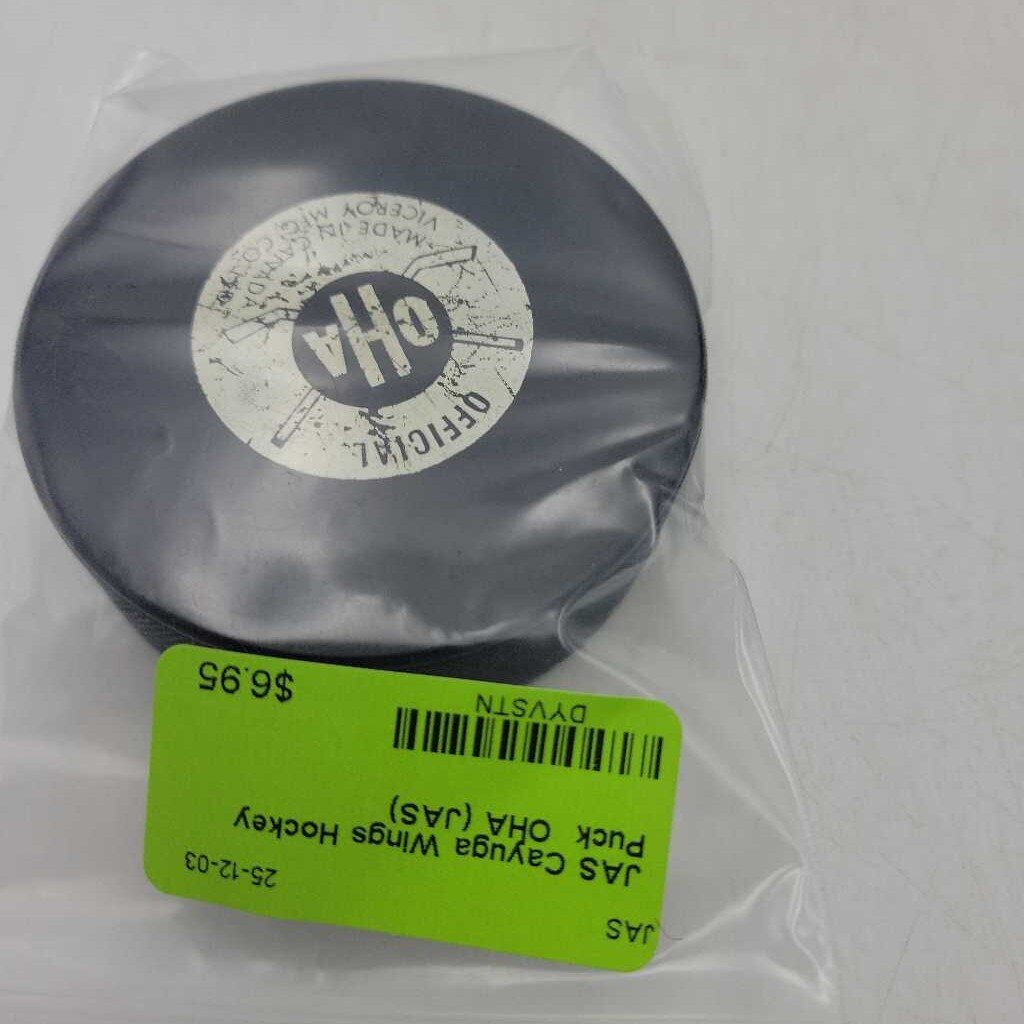 OFFICIAL
OHA
MADE IN CANADA
VICEROY MFG. CO. LTD.
JAS
25-12-03
JAS Cayuga Wings Hockey
Puck OHA (JAS)
DYVSTN
$6.95